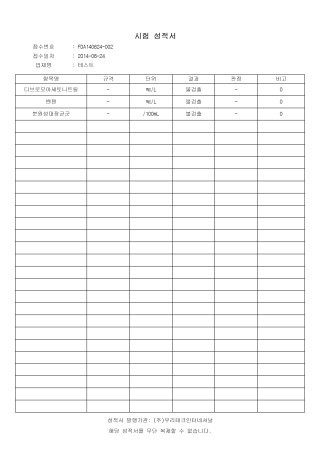 시험 성적서
접수번호 : FOA140624-002
접수일자 : 2014-06-24
업체명 : 테스트
항목명 규격 단위 결과 판정 비고
디브로모아세토니트릴 - ㎎/L 불검출 - 0
벤젠 - ㎎/L 불검출 - 0
분원성대장균군 - /100mL 불검출 - 0
성적서 발행기관: (주)우리테크인터내셔날
해당 성적서를 무단 복제할 수 없습니다.